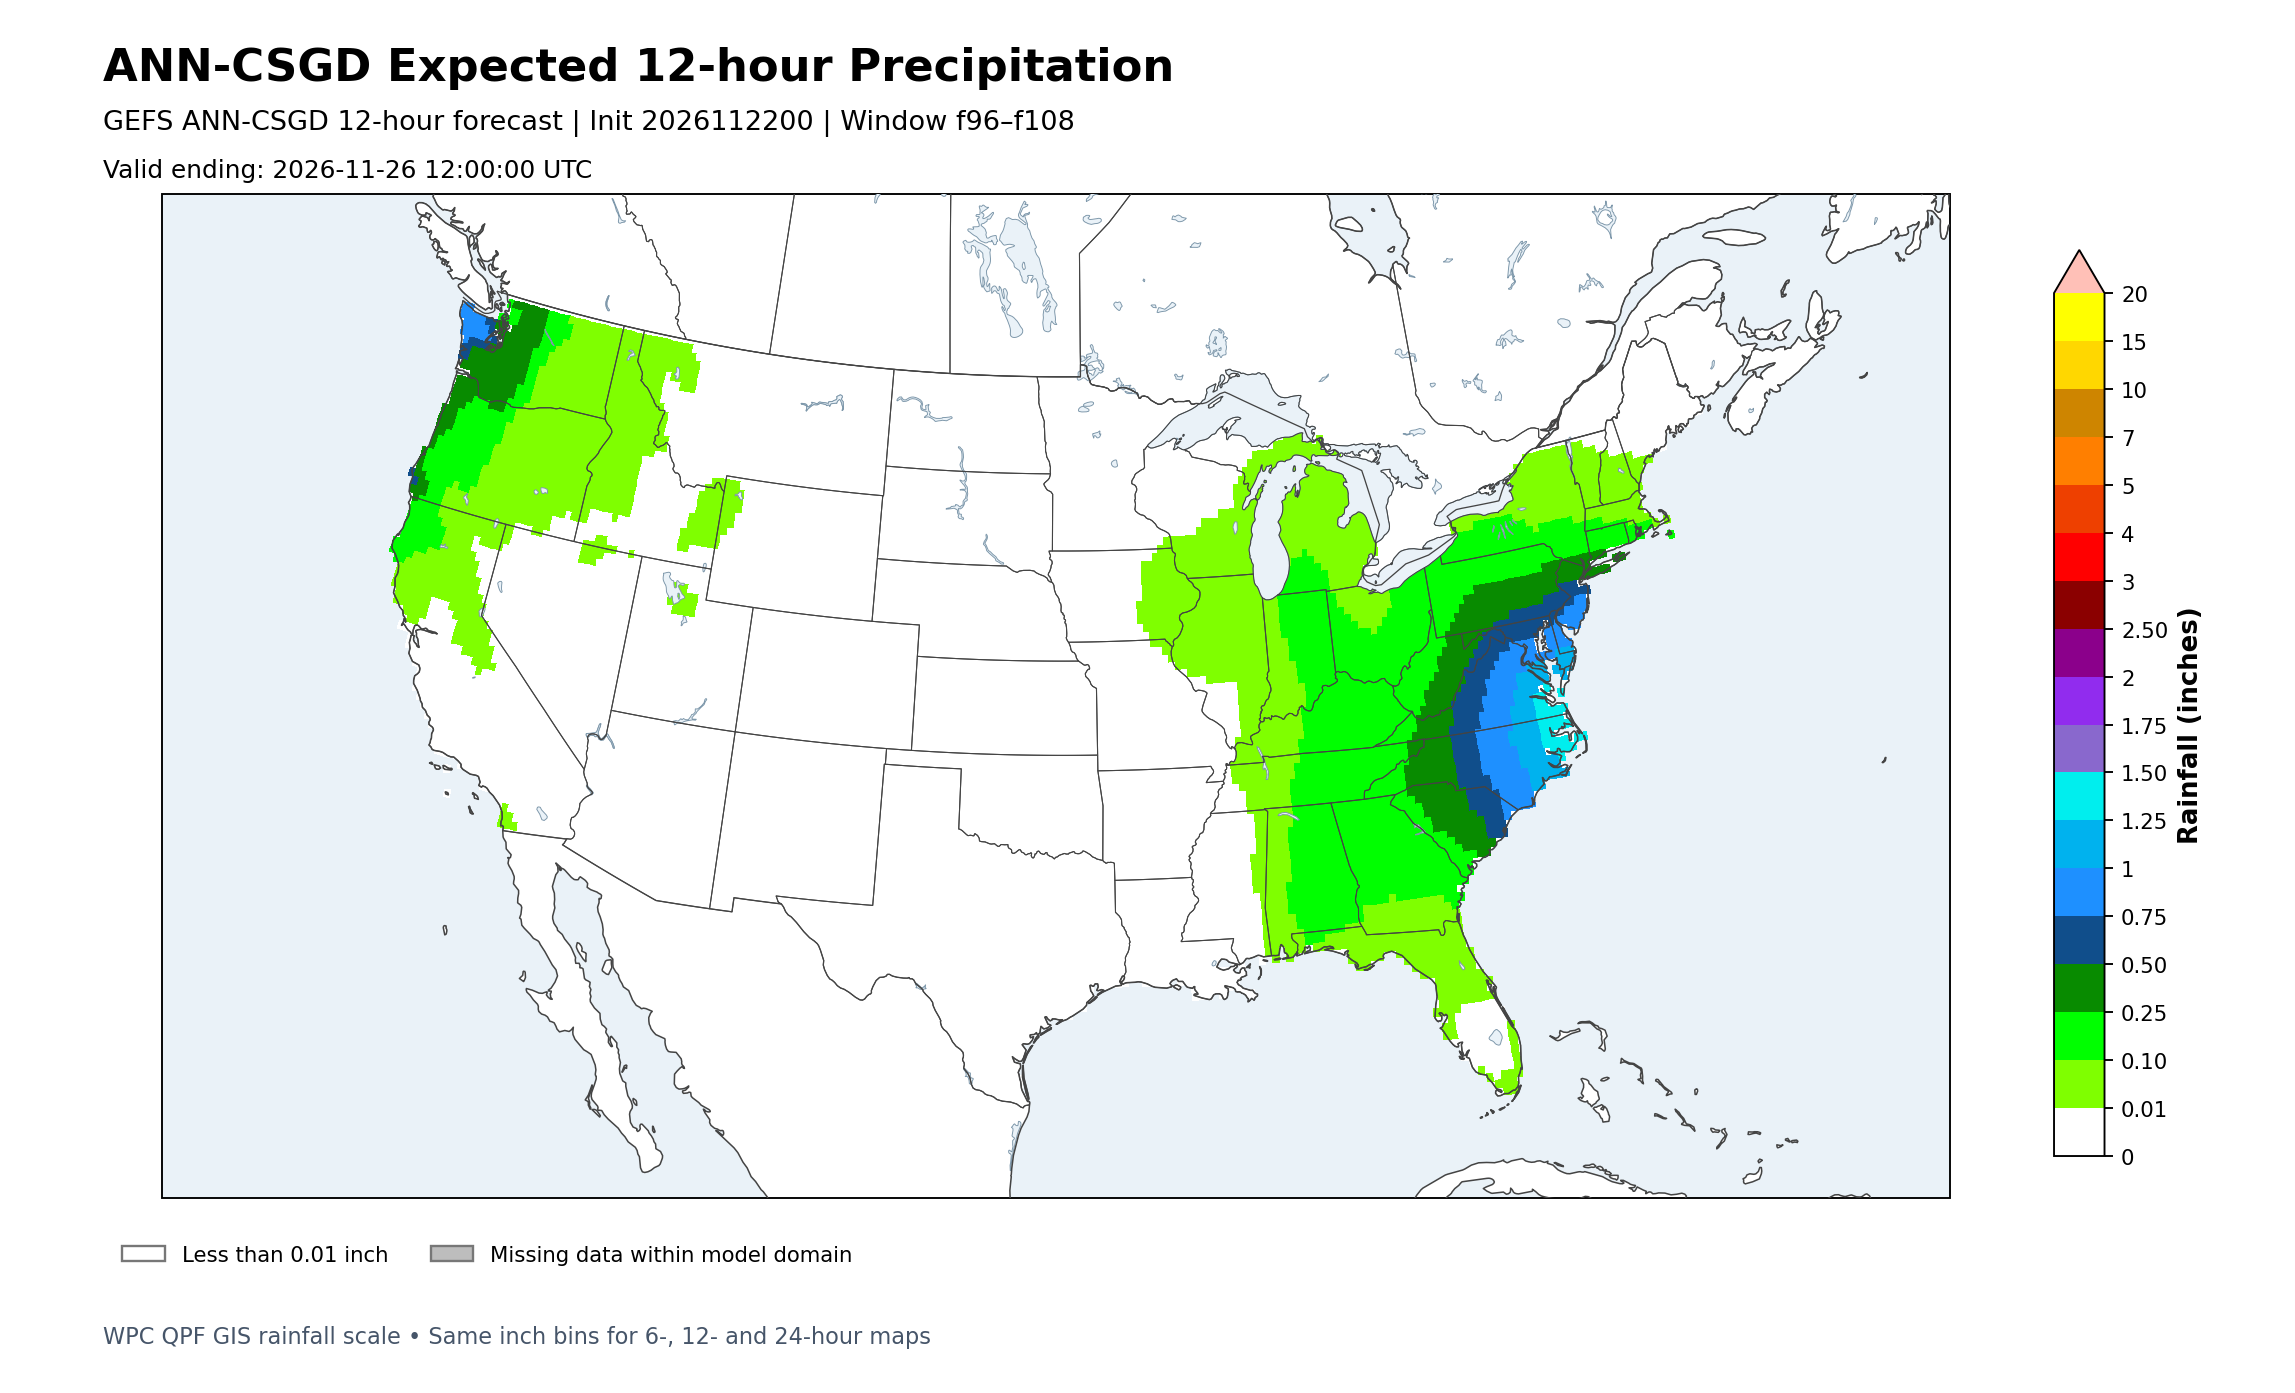 ANN-CSGD Expected 12-hour Precipitation
GEFS ANN-CSGD 12-hour forecast | Init 2026112200 | Window f96–f108
Valid ending: 2026-11-26 12:00:00 UTC
20
15
10
7
5
4
3
2.50
2
1.75
1.50
1.25
1
0.75
0.50
0.25
0.10
0.01
0
Rainfall (inches)
Less than 0.01 inch
Missing data within model domain
WPC QPF GIS rainfall scale • Same inch bins for 6-, 12- and 24-hour maps